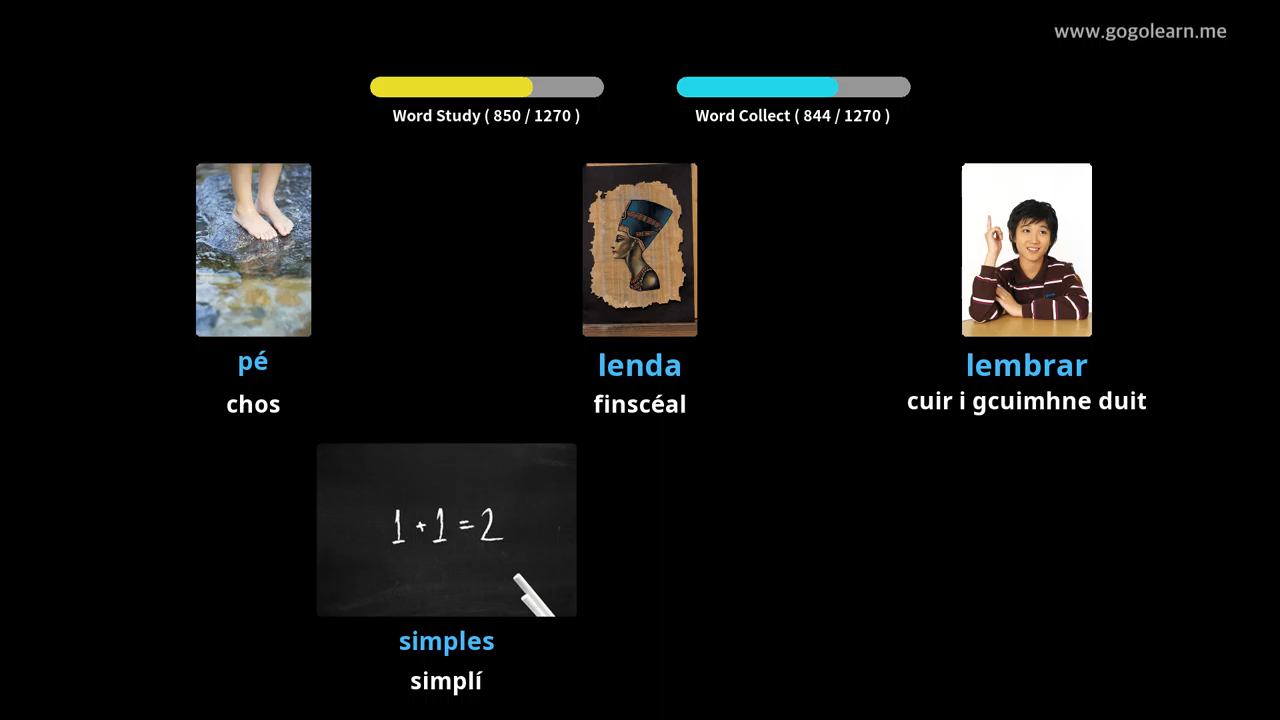 www.gogolearn.me
Word Study ( 850 / 1270 )
Word Collect ( 844 / 1270 )
pé
chos
lenda
finscéal
lembrar
cuir i gcuimhne duit
1 + 1 = 2
simples
simplí